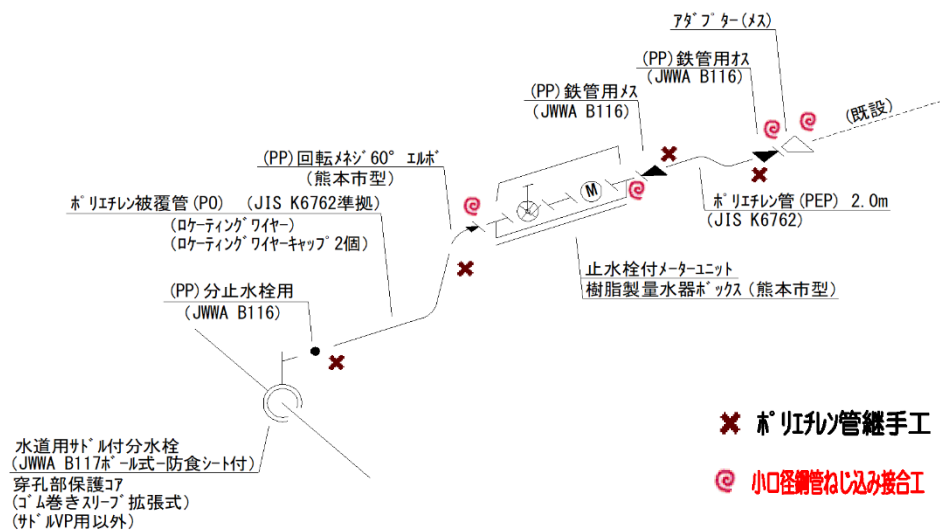 アダプター(メス)
(PP)鉄管用オス
(JWWA B116)
(PP)鉄管用メス
(JWWA B116)
(既設)
(PP)回転メネジ60° エルボ
(熊本市型)
ポリエチレン被覆管(PO) (JIS K6762準拠)
(ロケーティングワイヤー)
(ロケーティングワイヤーキャップ2個)
M
ポリエチレン管(PEP) 2.0m
(JIS K6762)
止水栓付メーターユニット
樹脂製量水器ボックス(熊本市型)
(PP)分止水栓用
(JWWA B116)
水道用サドル付分水栓
(JWWA B117ボール式-防食シート付)
穿孔部保護コア
(ゴム巻きスリーブ拡張式)
(サドルVP用以外)
ポリエチレン管継手工
小口径鋼管ねじ込み接合工